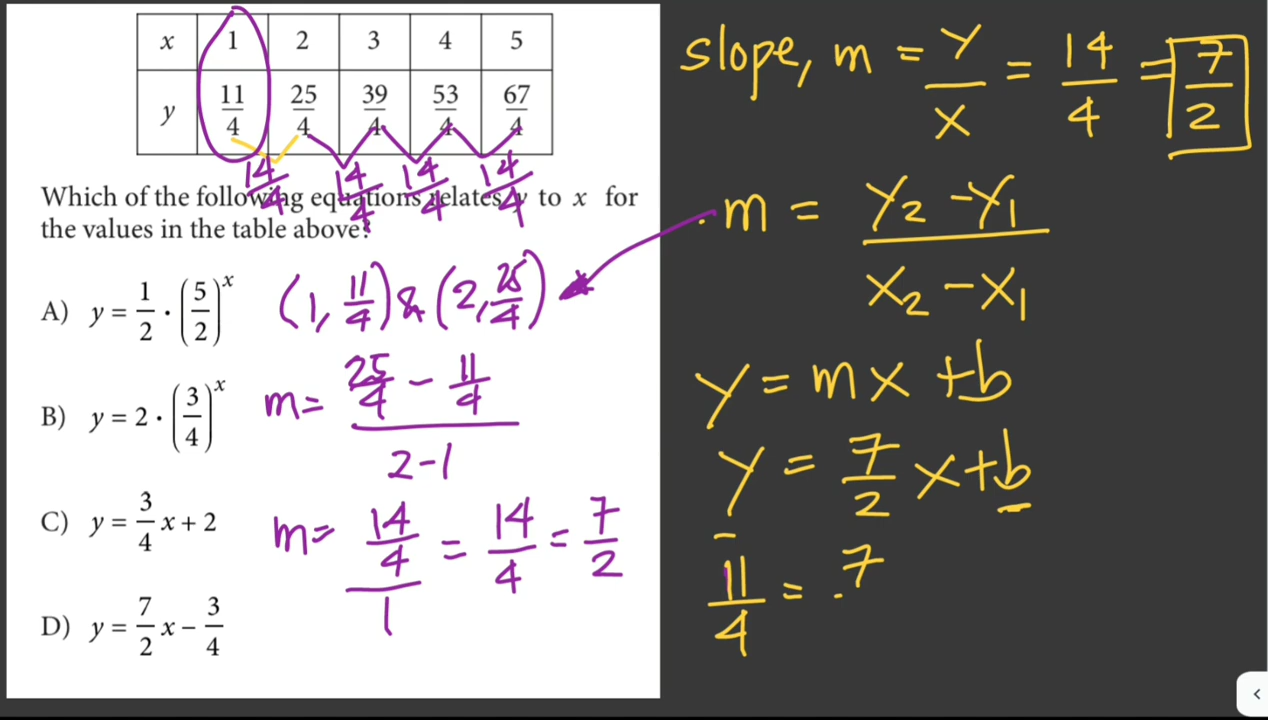 x 1 2 3 4 5
y 11/4 25/4 39/4 53/4 67/4
14/4 14/4 14/4 14/4
Which of the following equations relates y to x for
the values in the table above?
A) y = 1/2 · (5/2)^x
B) y = 2 · (3/4)^x
C) y = 3/4 x + 2
D) y = 7/2 x − 3/4
(1, 11/4) & (2, 25/4)
m = (25/4 − 11/4)/(2 − 1)
m = (14/4)/1 = 14/4 = 7/2
slope, m = y/x = 14/4 = 7/2
m = (y₂ − y₁)/(x₂ − x₁)
y = mx + b
y = 7/2 x + b
11/4 = 7